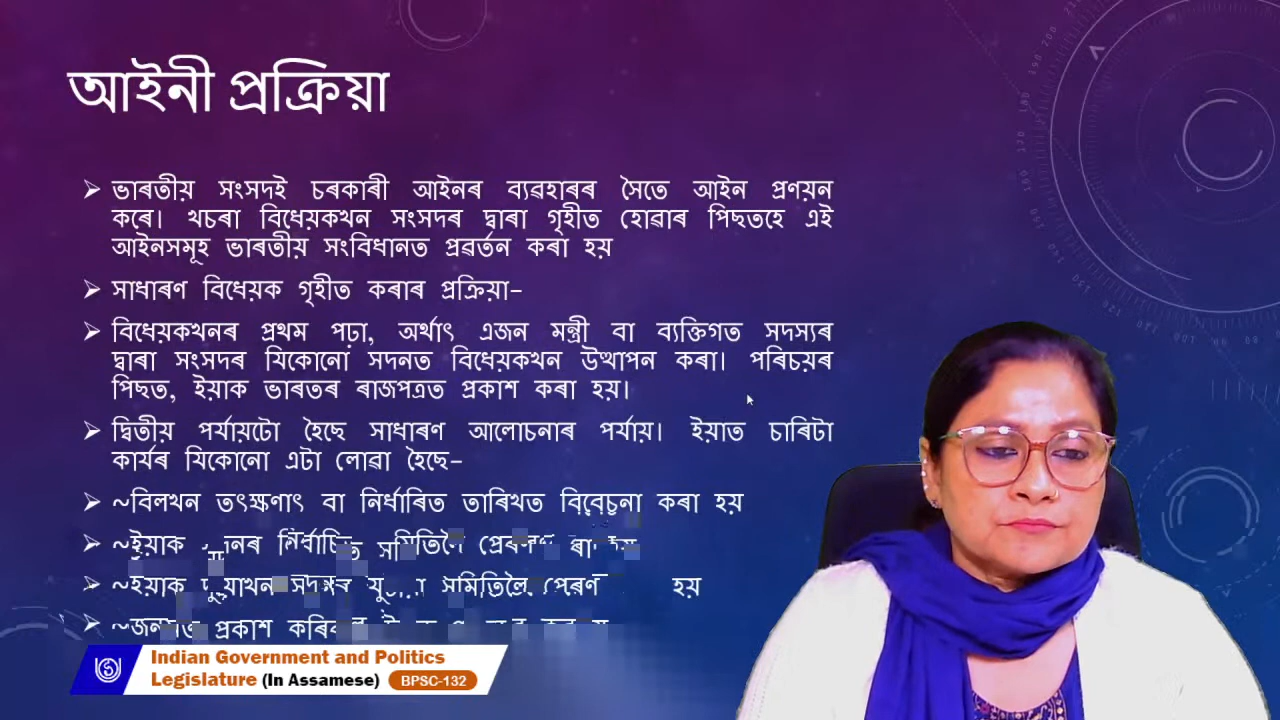 আইনী প্ৰক্ৰিয়া
ভাৰতীয় সংসদই চৰকাৰী আইনৰ ব্যৱহাৰৰ সৈতে আইন প্ৰণয়ন
কৰে। খচৰা বিধেয়কখন সংসদৰ দ্বাৰা গৃহীত হোৱাৰ পিছতহে এই
আইনসমূহ ভাৰতীয় সংবিধানত প্ৰৱৰ্তন কৰা হয়
সাধাৰণ বিধেয়ক গৃহীত কৰাৰ প্ৰক্ৰিয়া–
বিধেয়কখনৰ প্ৰথম পঢ়া, অৰ্থাৎ এজন মন্ত্ৰী বা ব্যক্তিগত সদস্যৰ
দ্বাৰা সংসদৰ যিকোনো সদনত বিধেয়কখন উত্থাপন কৰা। পৰিচয়ৰ
পিছত, ইয়াক ভাৰতৰ ৰাজপত্ৰত প্ৰকাশ কৰা হয়।
দ্বিতীয় পৰ্যায়টো হৈছে সাধাৰণ আলোচনাৰ পৰ্যায়। ইয়াত চাৰিটা
কাৰ্যৰ যিকোনো এটা লোৱা হৈছে–
~বিলখন তৎক্ষণাৎ বা নিৰ্ধাৰিত তাৰিখত বিবেচনা কৰা হয়
~ইয়াক
~ইয়াক সমিতিলৈ পেৰণ হয়
প্ৰকাশ
Indian Government and Politics
Legislature (In Assamese) BPSC-132